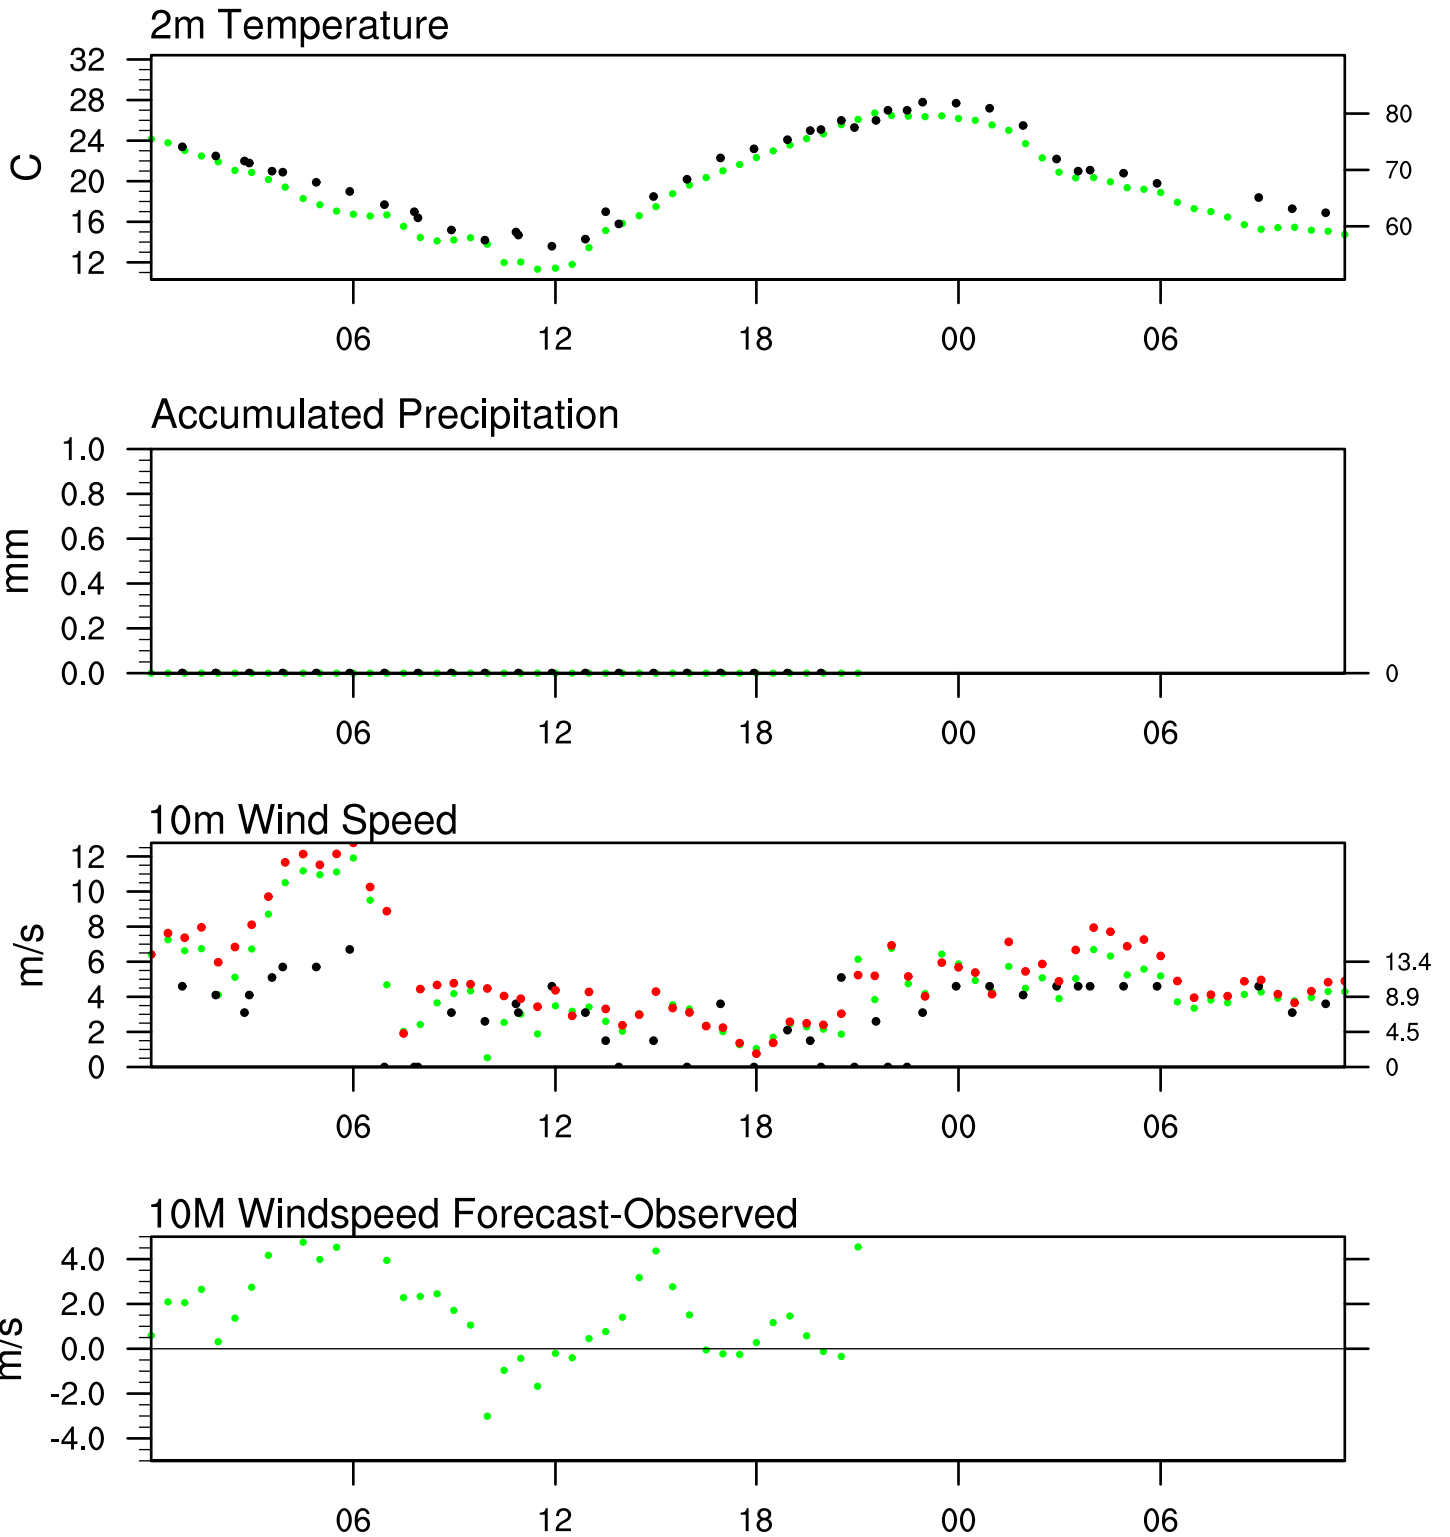 2m Temperature
32
28
24
20
16
12
C
80
70
60
06 12 18 00 06
Accumulated Precipitation
1.0
0.8
0.6
0.4
0.2
0.0
mm
0
06 12 18 00 06
10m Wind Speed
12
10
8
6
4
2
0
m/s
13.4
8.9
4.5
0
06 12 18 00 06
10M Windspeed Forecast-Observed
4.0
2.0
0.0
-2.0
-4.0
m/s
06 12 18 00 06